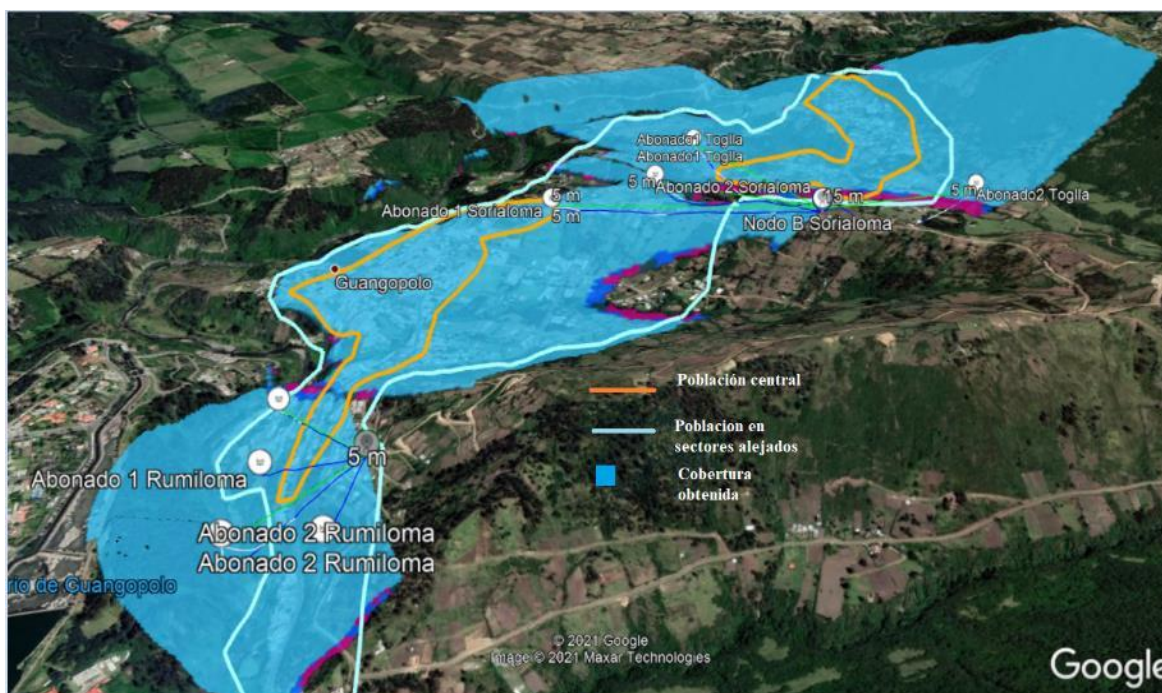 Abonado1 Toglla
Abonado1 Toglla
5 m
Abonado 2 Sorialoma
15 m
5 m
Abonado2 Toglla
5 m
Abonado 1 Sorialoma
5 m
Nodo B Sorialoma
Guangopolo
Población central
Poblacion en
sectores alejados
Cobertura
obtenida
5 m
Abonado 1 Rumiloma
Abonado 2 Rumiloma
Abonado 2 Rumiloma
rio de Guangopolo
© 2021 Google
Image © 2021 Maxar Technologies
Google